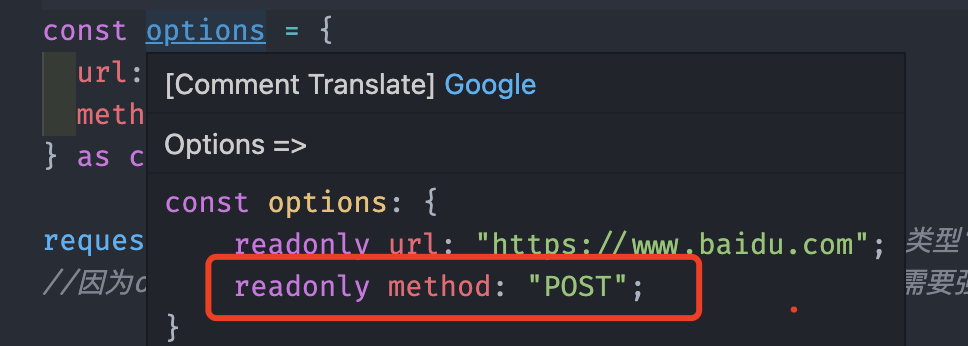 const options = {
url:
[Comment Translate] Google
meth
Options =>
} as c
const options: {
reques
readonly url: "https://www.baidu.com";
类型
//因为
readonly method: "POST";
需要强
}